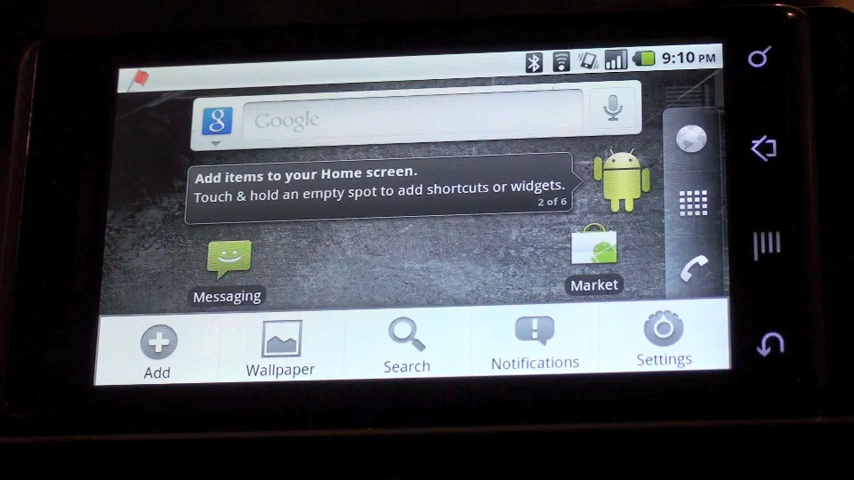 9:10 PM
8
Google
Add items to your Home screen.
Touch & hold an empty spot to add shortcuts or widgets.
2 of 6
Messaging
Market
Add
Wallpaper
Search
Notifications
Settings